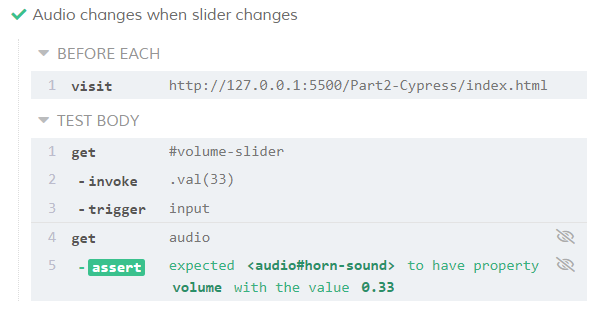 Audio changes when slider changes
BEFORE EACH
1 visit http://127.0.0.1:5500/Part2-Cypress/index.html
TEST BODY
1 get #volume-slider
2 - invoke .val(33)
3 - trigger input
4 get audio
5 - assert expected <audio#horn-sound> to have property
volume with the value 0.33